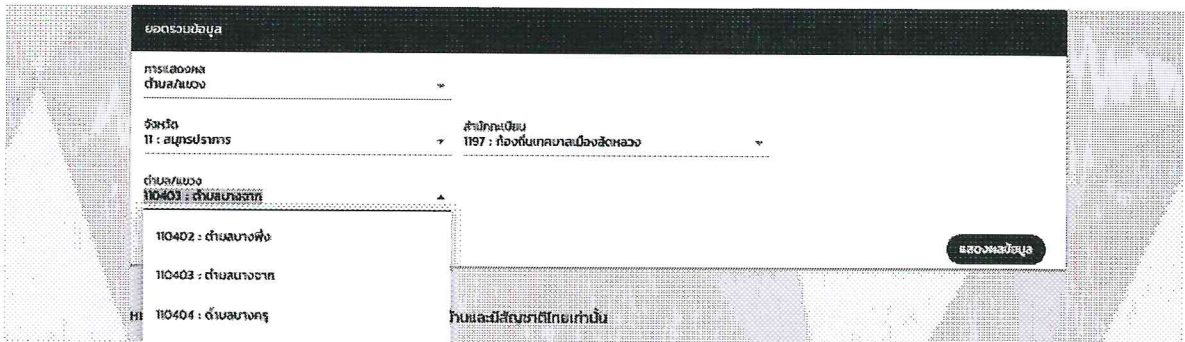 ยอดรวมข้อมูล
การแสดงผล
ตำบล/แขวง
จังหวัด
11 : สมุทรปราการ
สำนักทะเบียน
1197 : ท้องถิ่นเทศบาลเมืองลัดหลวง
ตำบล/แขวง
110403 : ตำบลบางจาก
110402 : ตำบลบางพึ่ง
110403 : ตำบลบางจาก
110404 : ตำบลบางครุ
แสดงผลข้อมูล
บ้านและมีสัญชาติไทยเท่านั้น